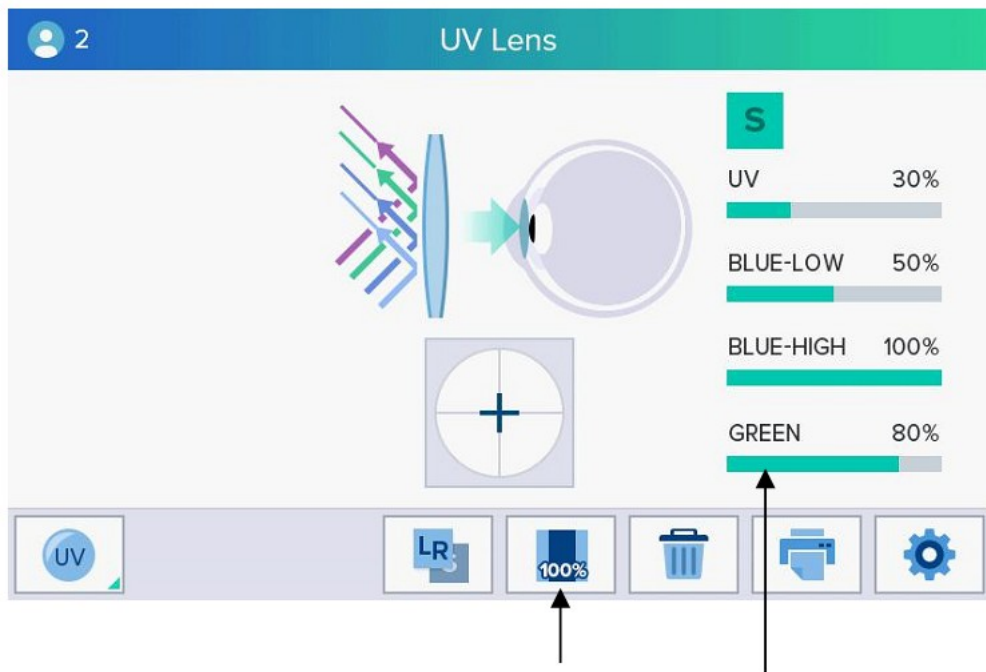 2
UV Lens
S
UV 30%
BLUE-LOW 50%
BLUE-HIGH 100%
GREEN 80%
UV
LR
S
100%